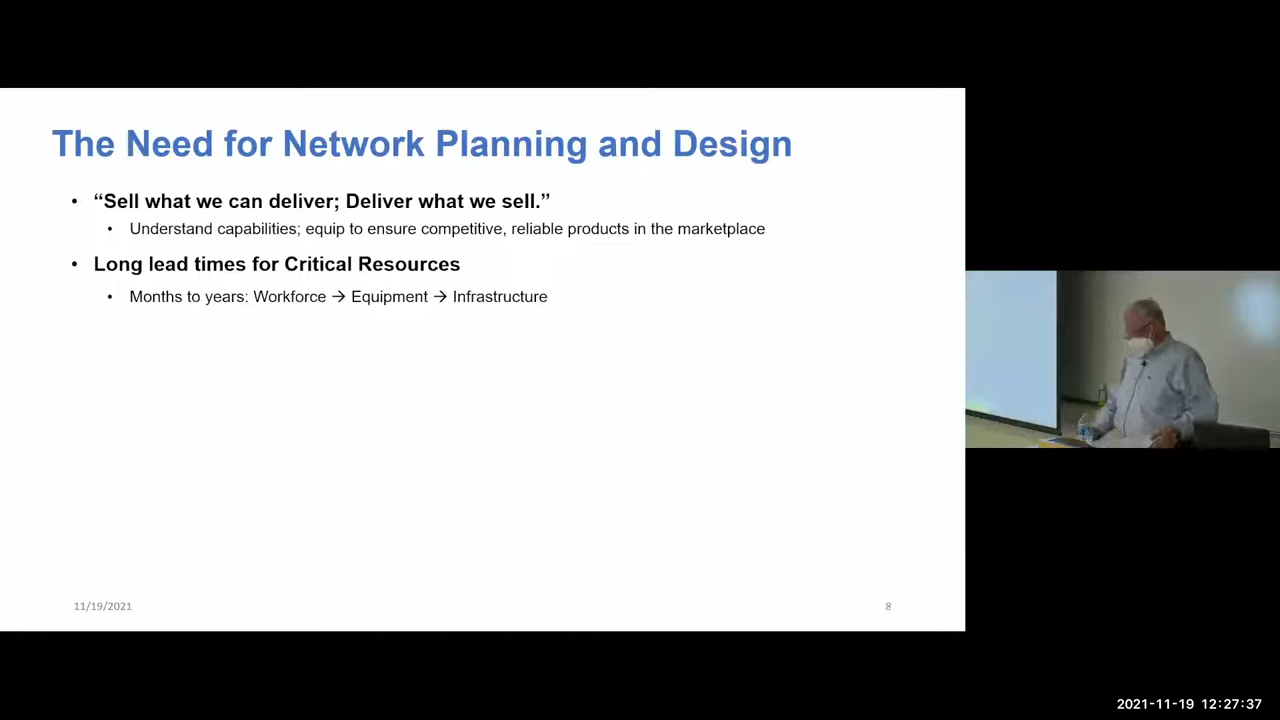 The Need for Network Planning and Design
• “Sell what we can deliver; Deliver what we sell.”
• Understand capabilities; equip to ensure competitive, reliable products in the marketplace
• Long lead times for Critical Resources
• Months to years: Workforce → Equipment → Infrastructure
11/19/2021
8
2021-11-19 12:27:37